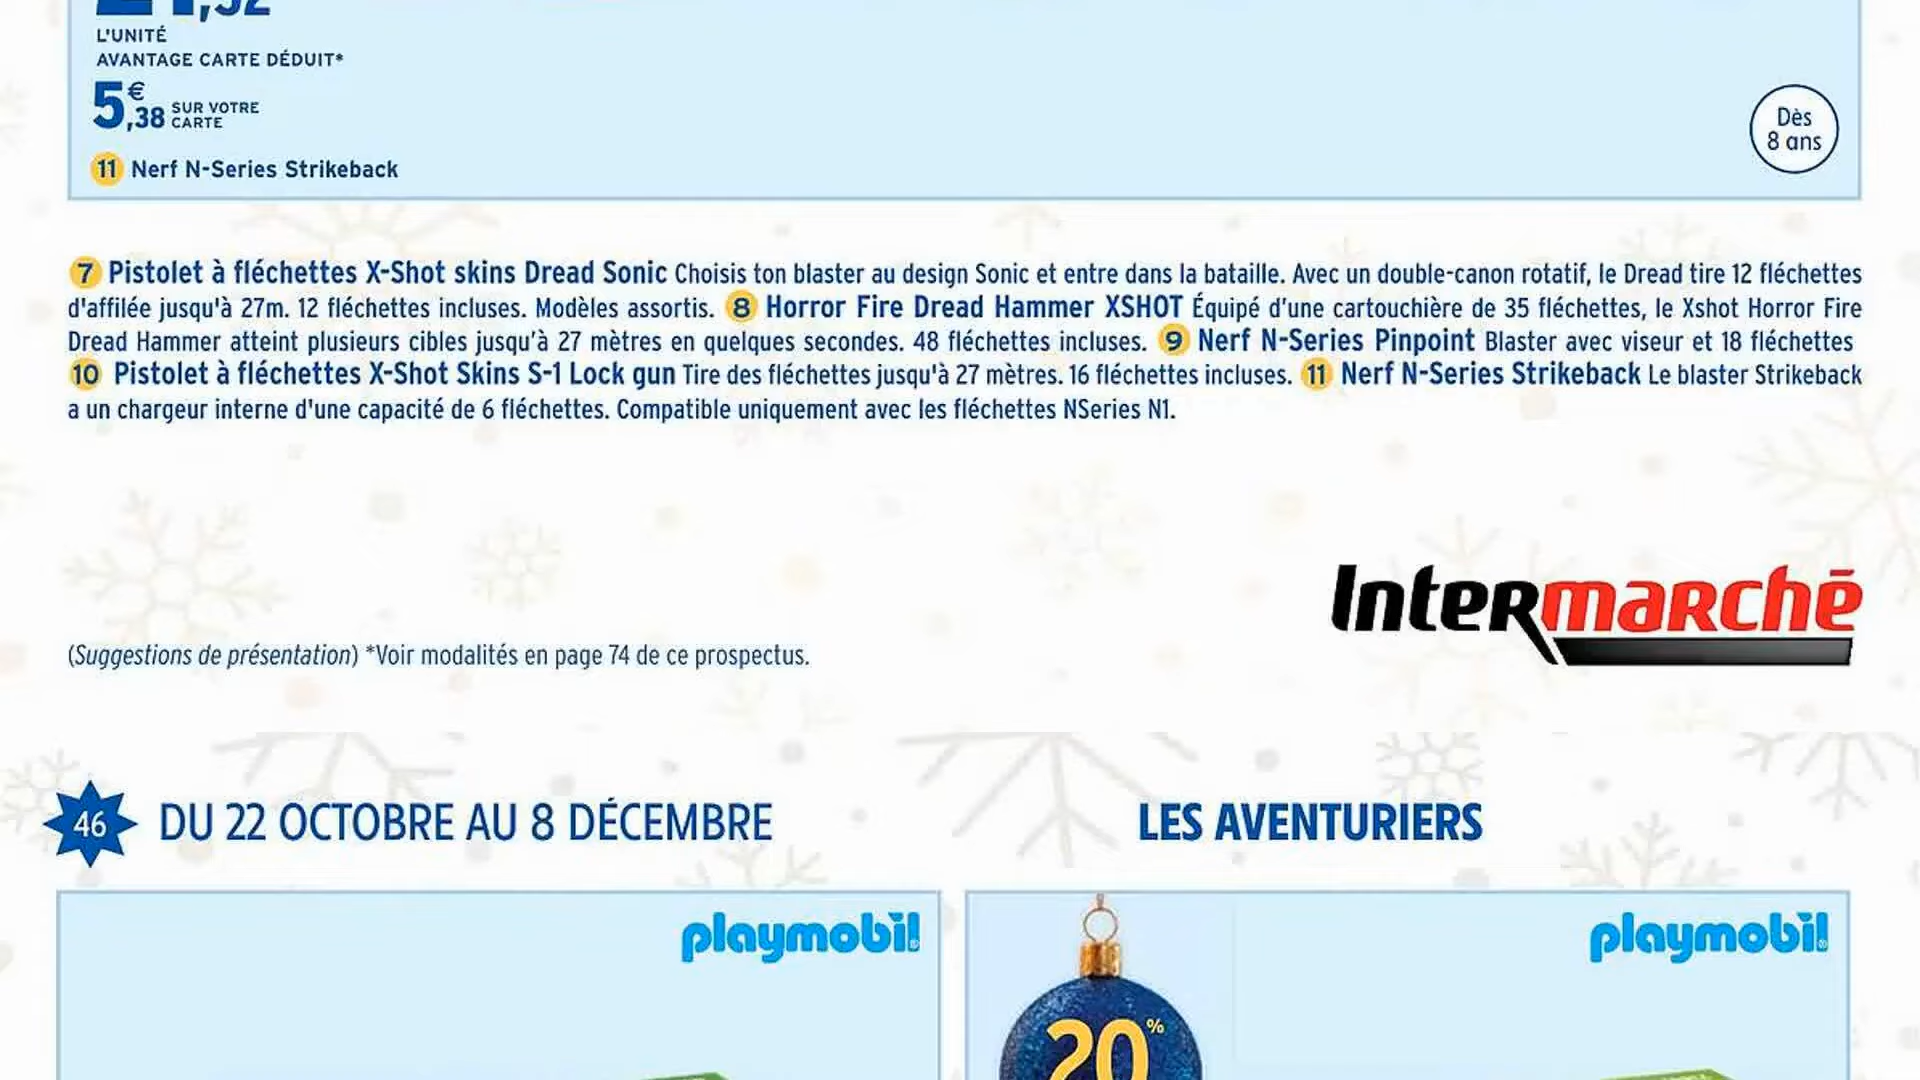 L'UNITÉ
AVANTAGE CARTE DÉDUIT*
5€,38 SUR VOTRE CARTE
11 Nerf N-Series Strikeback
Dès
8 ans
7 Pistolet à fléchettes X-Shot skins Dread Sonic Choisis ton blaster au design Sonic et entre dans la bataille. Avec un double-canon rotatif, le Dread tire 12 fléchettes
d'affilée jusqu'à 27m. 12 fléchettes incluses. Modèles assortis. 8 Horror Fire Dread Hammer XSHOT Équipé d'une cartouchière de 35 fléchettes, le Xshot Horror Fire
Dread Hammer atteint plusieurs cibles jusqu'à 27 mètres en quelques secondes. 48 fléchettes incluses. 9 Nerf N-Series Pinpoint Blaster avec viseur et 18 fléchettes
10 Pistolet à fléchettes X-Shot Skins S-1 Lock gun Tire des fléchettes jusqu'à 27 mètres. 16 fléchettes incluses. 11 Nerf N-Series Strikeback Le blaster Strikeback
a un chargeur interne d'une capacité de 6 fléchettes. Compatible uniquement avec les fléchettes NSeries N1.
Intermarché
(Suggestions de présentation) *Voir modalités en page 74 de ce prospectus.
46 DU 22 OCTOBRE AU 8 DÉCEMBRE
LES AVENTURIERS
playmobil
playmobil
20%